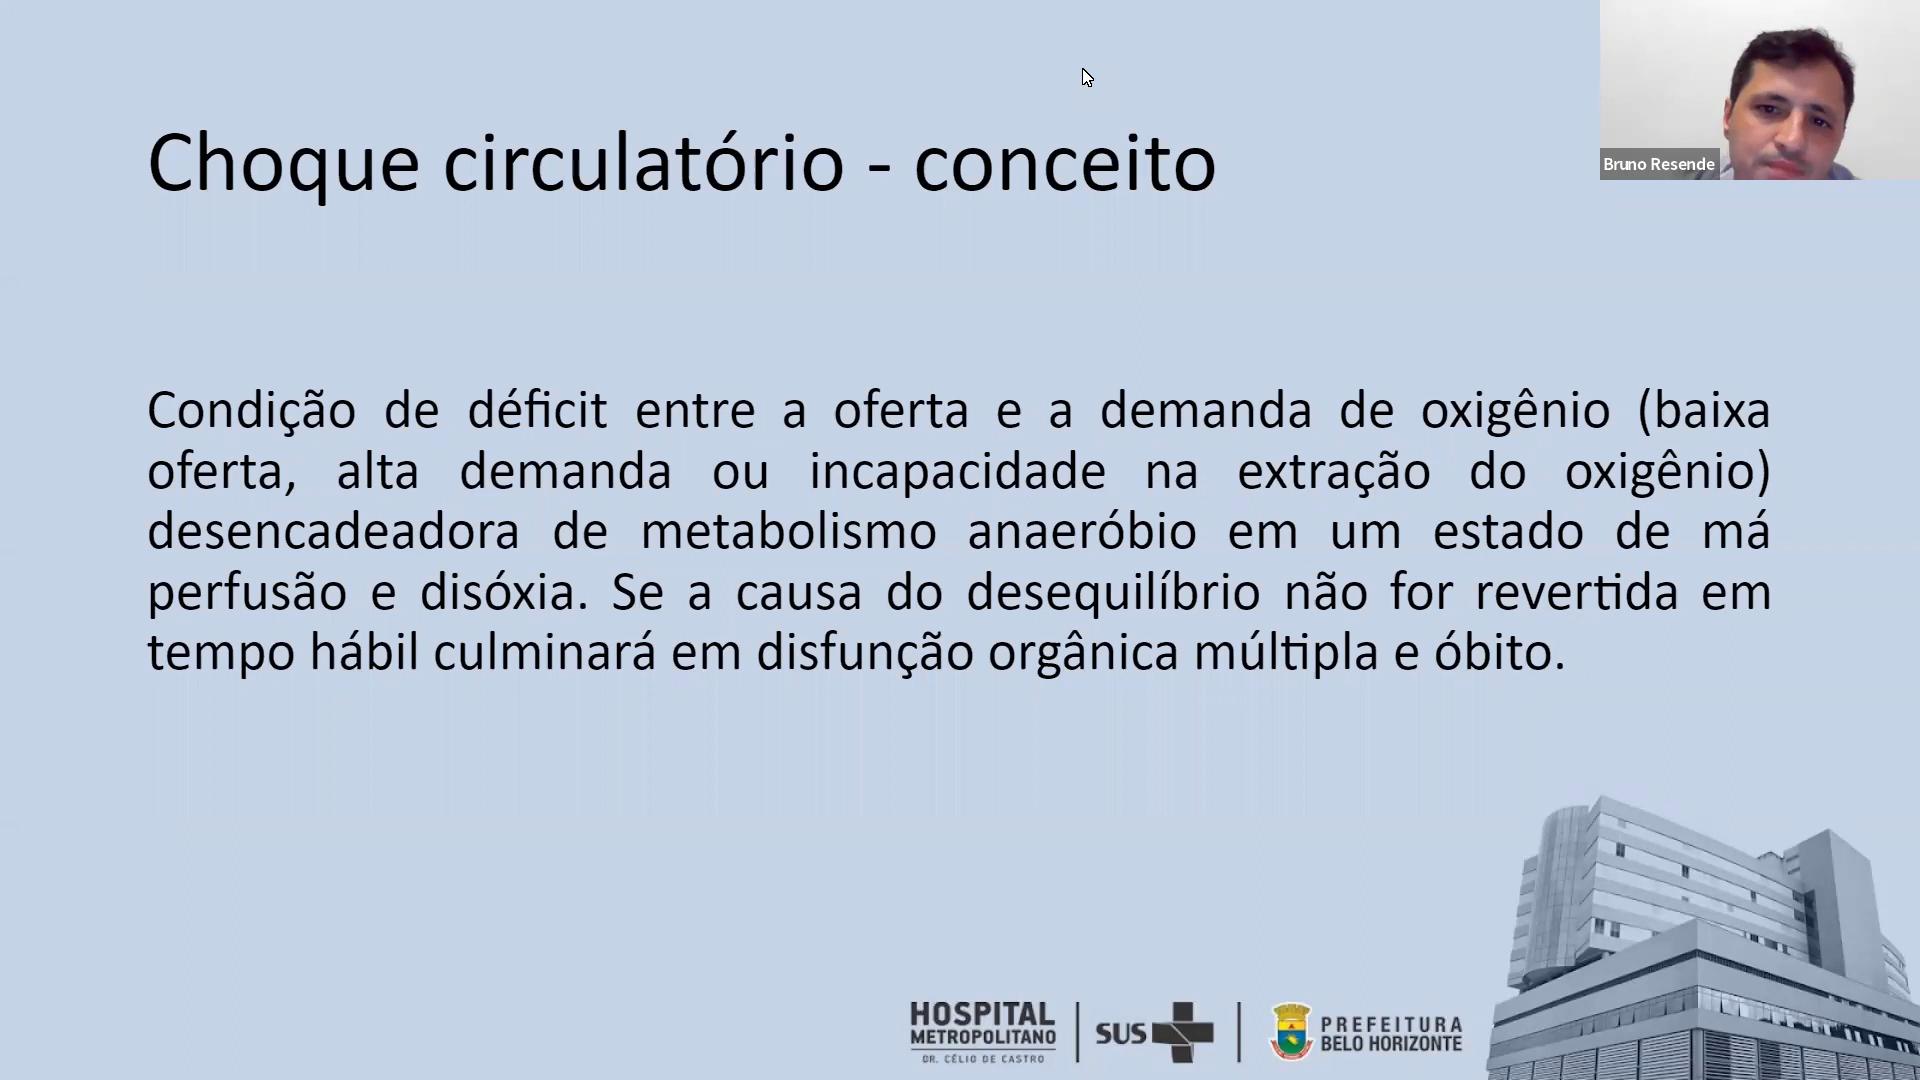 Choque circulatório - conceito
Bruno Resende
Condição de déficit entre a oferta e a demanda de oxigênio (baixa
oferta, alta demanda ou incapacidade na extração do oxigênio)
desencadeadora de metabolismo anaeróbio em um estado de má
perfusão e disóxia. Se a causa do desequilíbrio não for revertida em
tempo hábil culminará em disfunção orgânica múltipla e óbito.
HOSPITAL
METROPOLITANO
DR. CÉLIO DE CASTRO
SUS
PREFEITURA
BELO HORIZONTE